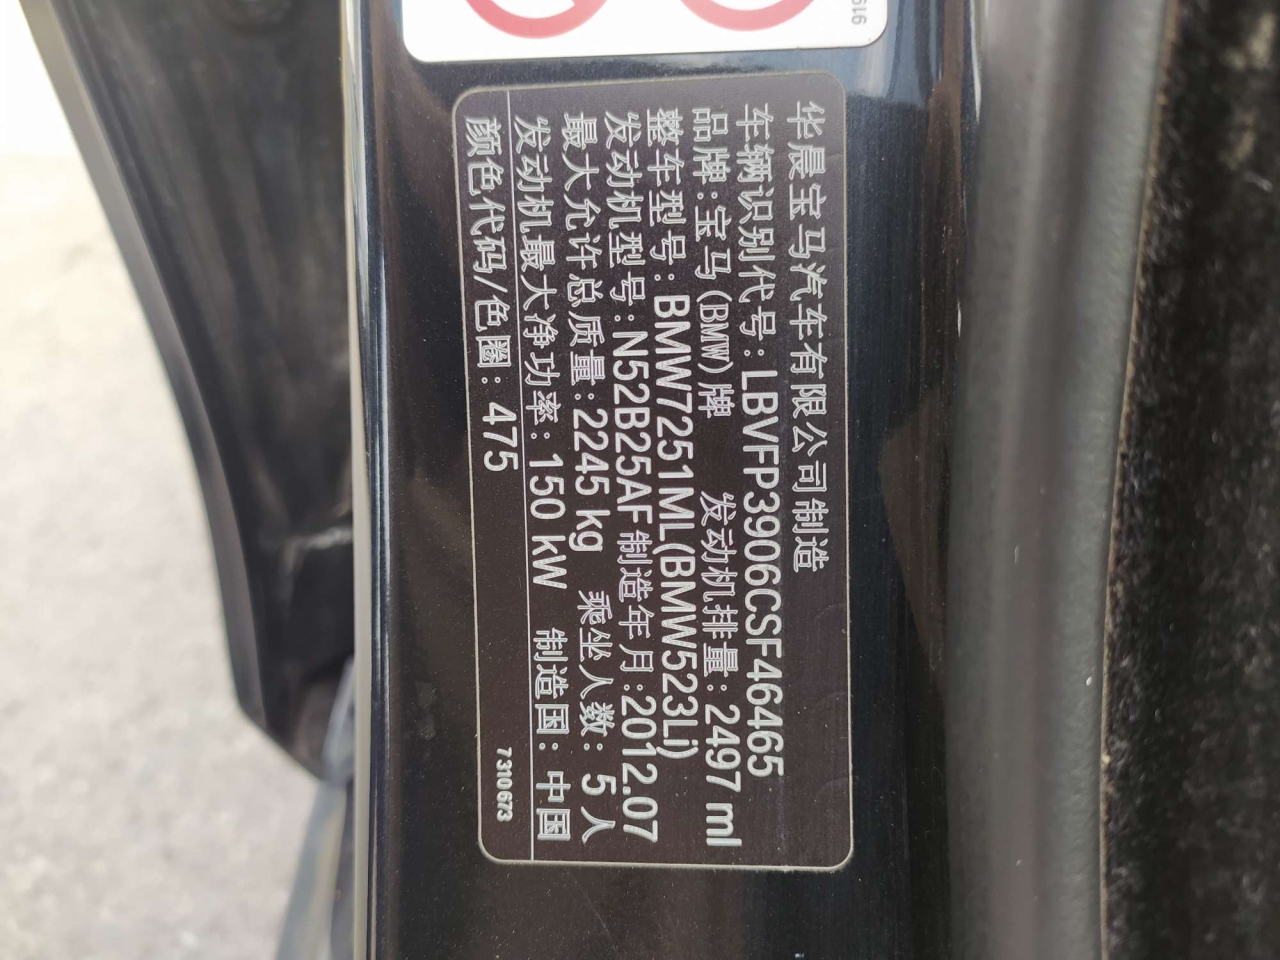 916
华晨宝马汽车有限公司制造
车辆识别代号:LBVFP3906CSF46465
品牌:宝马(BMW)牌 发动机排量:2497 ml
整车型号:BMW7251ML(BMW523Li)
发动机型号:N52B25AF 制造年月:2012.07
最大允许总质量:2245 kg 乘坐人数:5人
发动机最大净功率:150 kW 制造国:中国
颜色代码/色圈:475 7310673